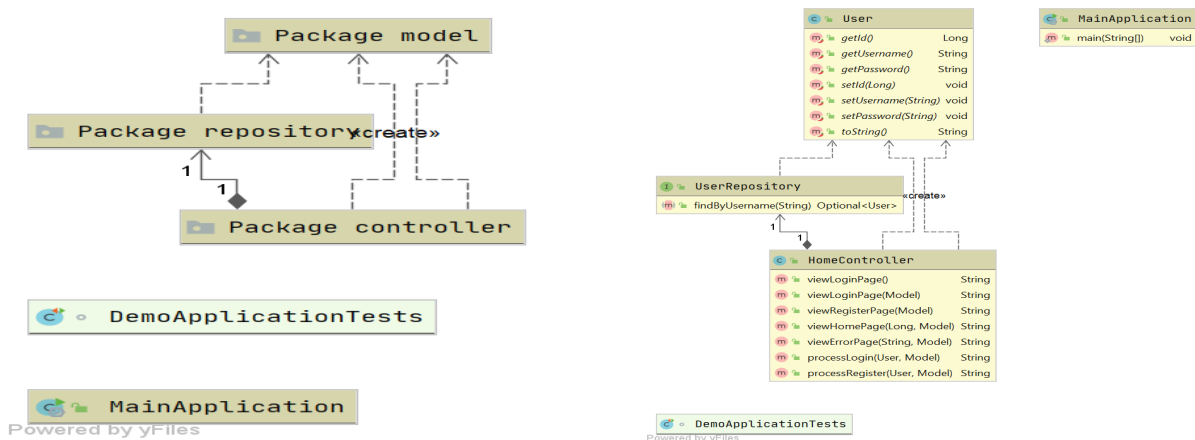 Package model
Package repository
«create»
1
1
Package controller
DemoApplicationTests
MainApplication
Powered by yFiles
User
getId() Long
getUsername() String
getPassword() String
setId(Long) void
setUsername(String) void
setPassword(String) void
toString() String
MainApplication
main(String[]) void
UserRepository
findByUsername(String) Optional<User>
«create»
1
1
HomeController
viewLoginPage() String
viewLoginPage(Model) String
viewRegisterPage(Model) String
viewHomePage(Long, Model) String
viewErrorPage(String, Model) String
processLogin(User, Model) String
processRegister(User, Model) String
DemoApplicationTests
Powered by yFiles